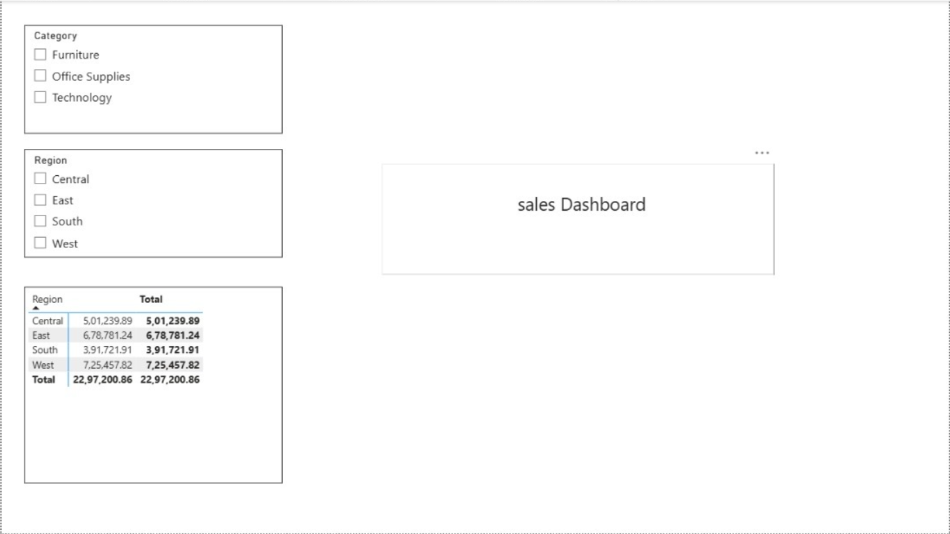 Category
Furniture
Office Supplies
Technology
Region
Central
East
South
West
sales Dashboard
Region Total
Central 5,01,239.89 5,01,239.89
East 6,78,781.24 6,78,781.24
South 3,91,721.91 3,91,721.91
West 7,25,457.82 7,25,457.82
Total 22,97,200.86 22,97,200.86